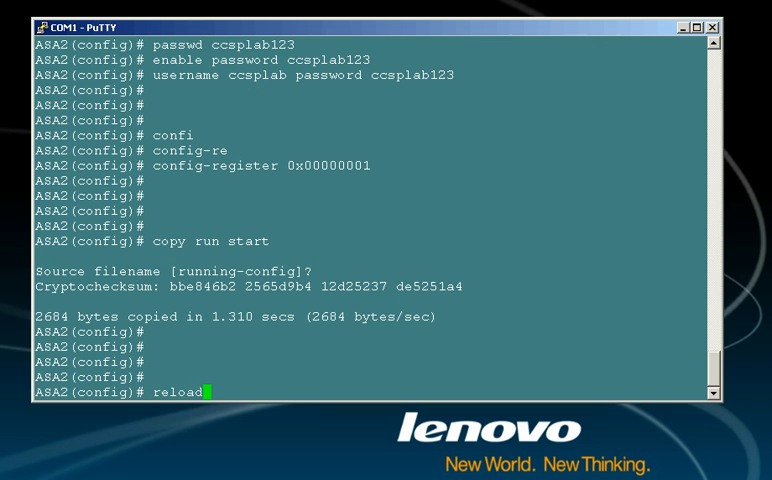 COM1 - PuTTY
ASA2(config)# passwd ccsplab123
ASA2(config)# enable password ccsplab123
ASA2(config)# username ccsplab password ccsplab123
ASA2(config)#
ASA2(config)#
ASA2(config)#
ASA2(config)# confi
ASA2(config)# config-re
ASA2(config)# config-register 0x00000001
ASA2(config)#
ASA2(config)#
ASA2(config)#
ASA2(config)#
ASA2(config)# copy run start
Source filename [running-config]?
Cryptochecksum: bbe846b2 2565d9b4 12d25237 de5251a4
2684 bytes copied in 1.310 secs (2684 bytes/sec)
ASA2(config)#
ASA2(config)#
ASA2(config)#
ASA2(config)#
ASA2(config)# reload
lenovo
New World. New Thinking.